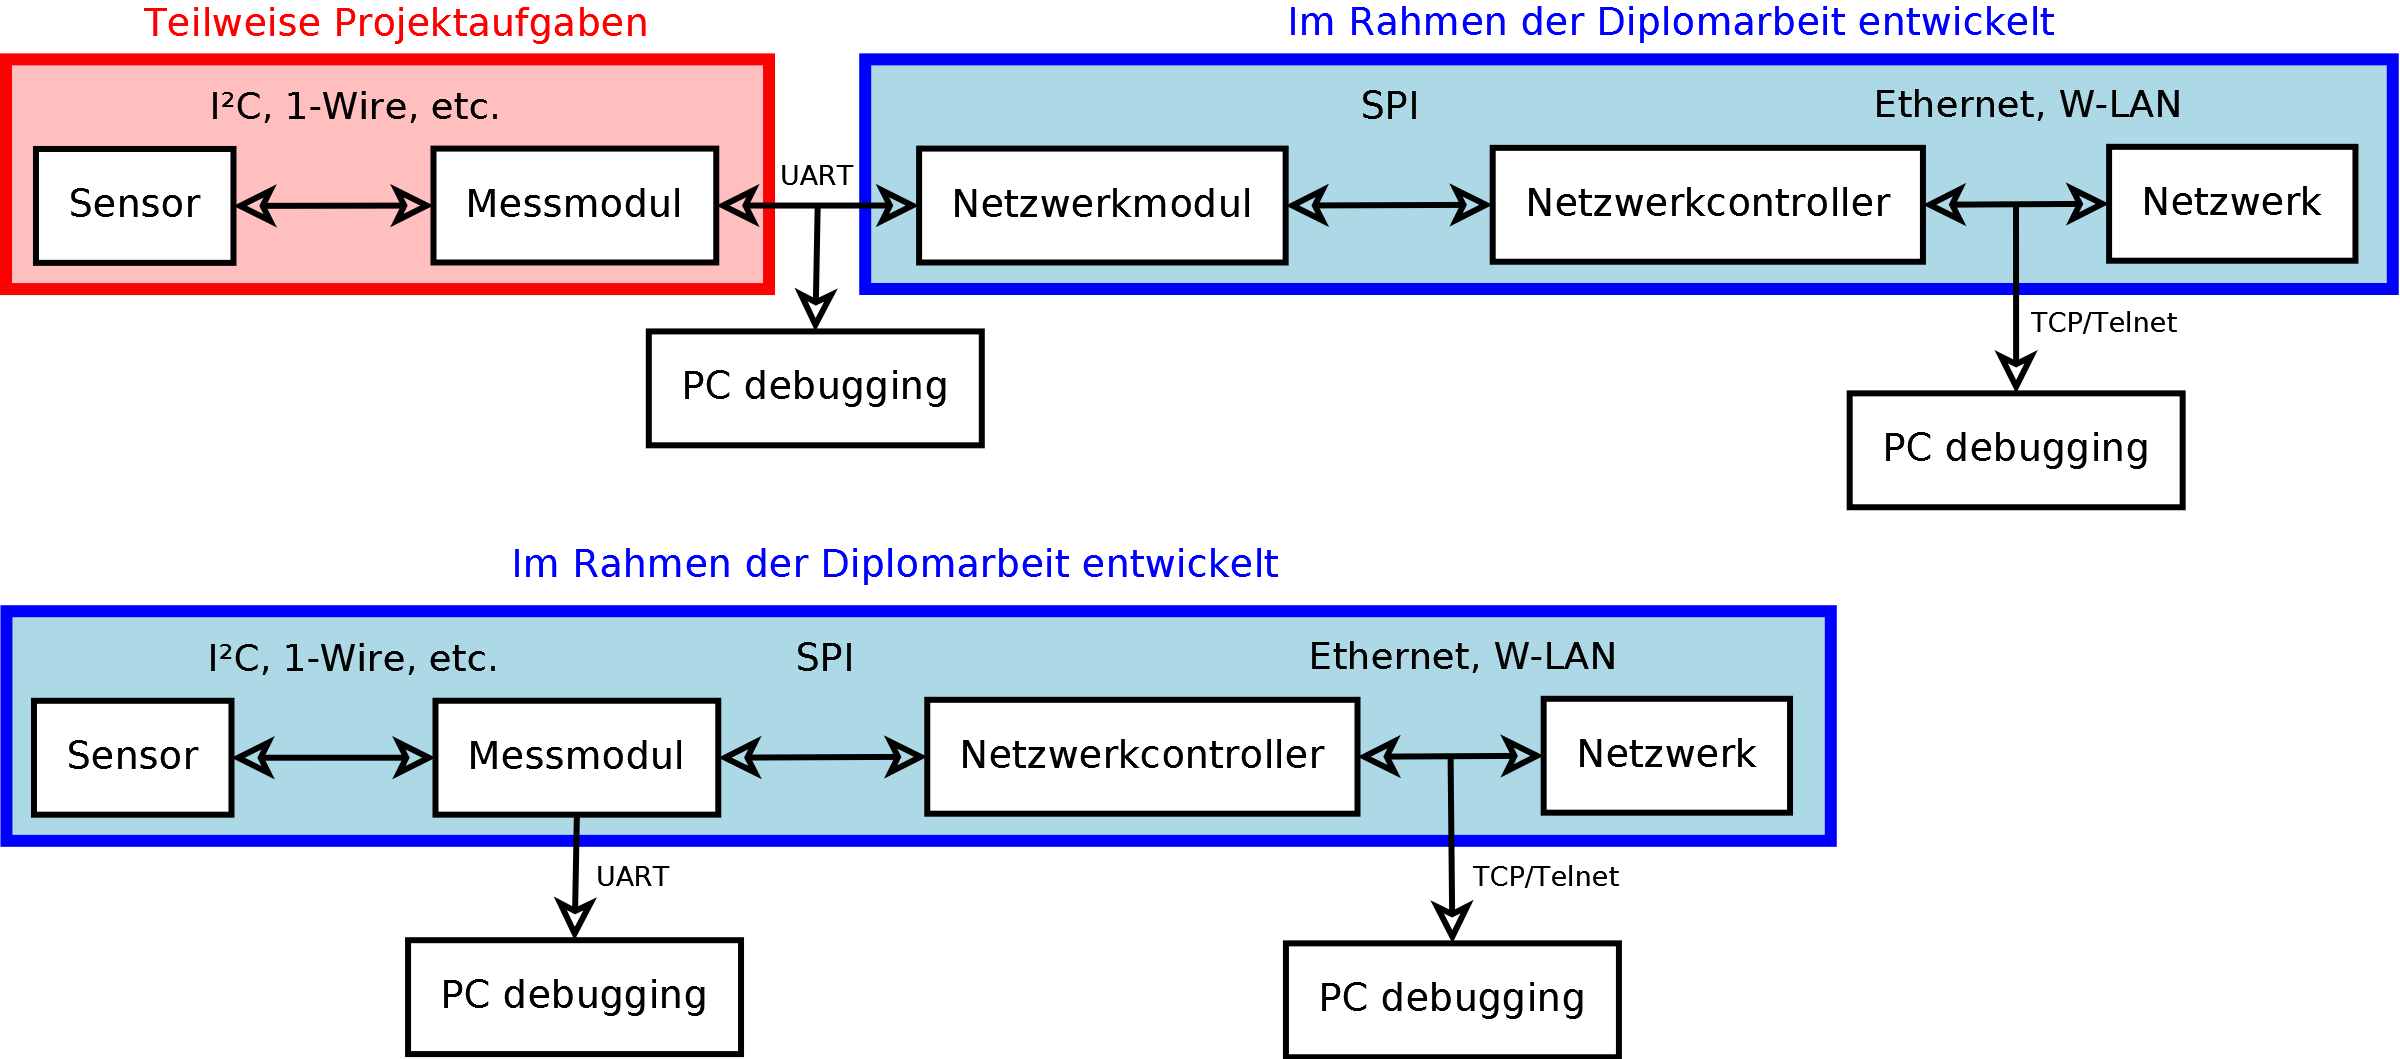 Teilweise Projektaufgaben
Im Rahmen der Diplomarbeit entwickelt
I²C, 1-Wire, etc.
SPI
Ethernet, W-LAN
UART
Sensor
Messmodul
Netzwerkmodul
Netzwerkcontroller
Netzwerk
TCP/Telnet
PC debugging
PC debugging
Im Rahmen der Diplomarbeit entwickelt
I²C, 1-Wire, etc.
SPI
Ethernet, W-LAN
Sensor
Messmodul
Netzwerkcontroller
Netzwerk
UART
TCP/Telnet
PC debugging
PC debugging